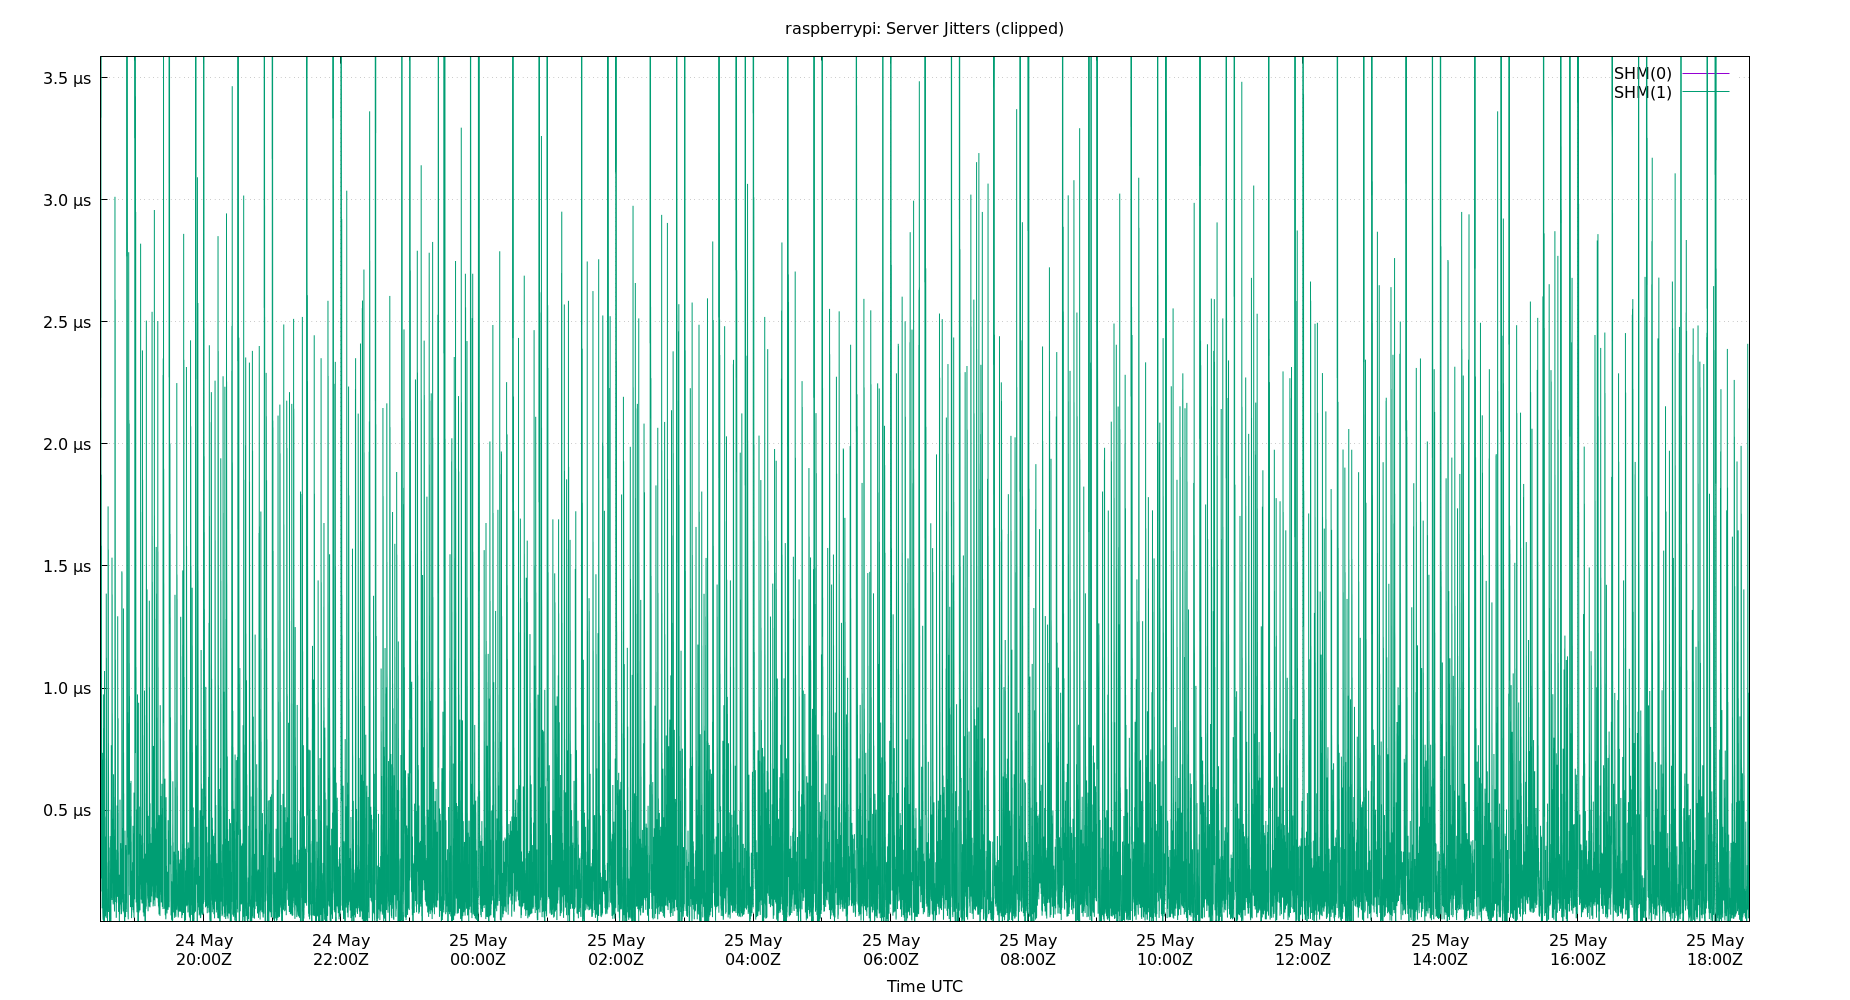 raspberrypi: Server Jitters (clipped)
SHM(0)
SHM(1)
3.5 μs
3.0 μs
2.5 μs
2.0 μs
1.5 μs
1.0 μs
0.5 μs
24 May 24 May 25 May 25 May 25 May 25 May 25 May 25 May 25 May 25 May 25 May 25 May
20:00Z 22:00Z 00:00Z 02:00Z 04:00Z 06:00Z 08:00Z 10:00Z 12:00Z 14:00Z 16:00Z 18:00Z
Time UTC